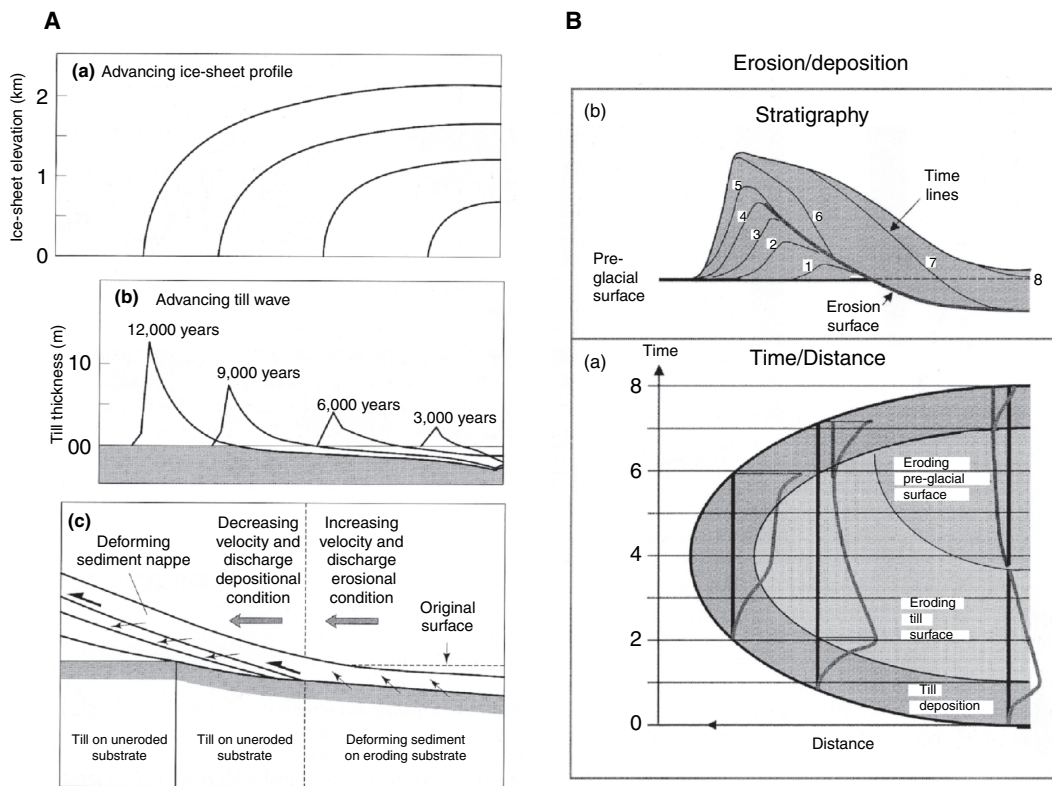 A
(a) Advancing ice-sheet profile
Ice-sheet elevation (km)
2
1
0
(b) Advancing till wave
12,000 years
9,000 years
6,000 years
3,000 years
Till thickness (m)
10
00
(c)
Deforming
sediment nappe
Decreasing
velocity and
discharge
depositional
condition
Increasing
velocity and
discharge
erosional
condition
Original
surface
Till on uneroded
substrate
Till on uneroded
substrate
Deforming sediment
on eroding substrate
B
Erosion/deposition
(b)
Stratigraphy
Time
lines
5
4
3
2
1
6
7
8
Pre-
glacial
surface
Erosion
surface
(a)
Time
Time/Distance
8
6
4
2
0
Eroding
pre-glacial
surface
Eroding
till
surface
Till
deposition
Distance